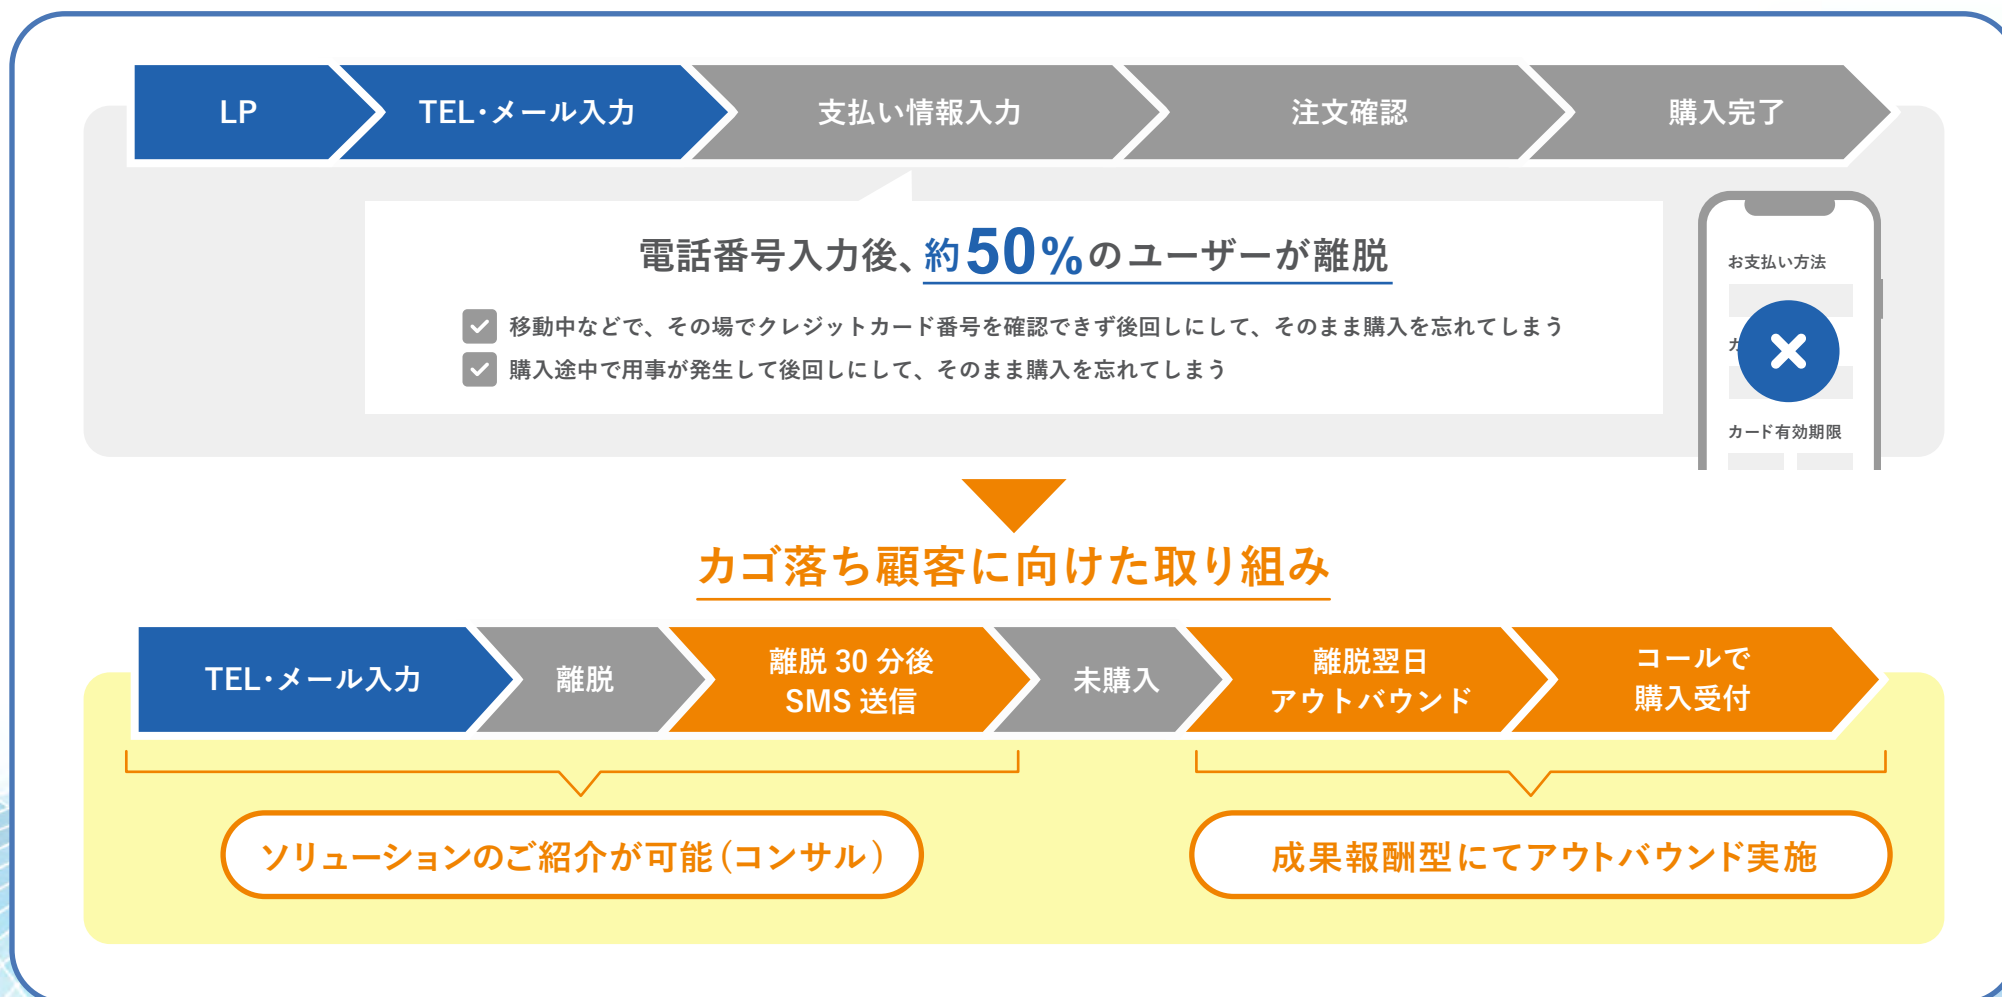 LP
TEL・メール入力
支払い情報入力
注文確認
購入完了
電話番号入力後、約50%のユーザーが離脱
移動中などで、その場でクレジットカード番号を確認できず後回しにして、そのまま購入を忘れてしまう
購入途中で用事が発生して後回しにして、そのまま購入を忘れてしまう
お支払い方法
カード有効期限
カゴ落ち顧客に向けた取り組み
TEL・メール入力
離脱
離脱 30 分後
SMS 送信
未購入
離脱翌日
アウトバウンド
コールで
購入受付
ソリューションのご紹介が可能(コンサル)
成果報酬型にてアウトバウンド実施